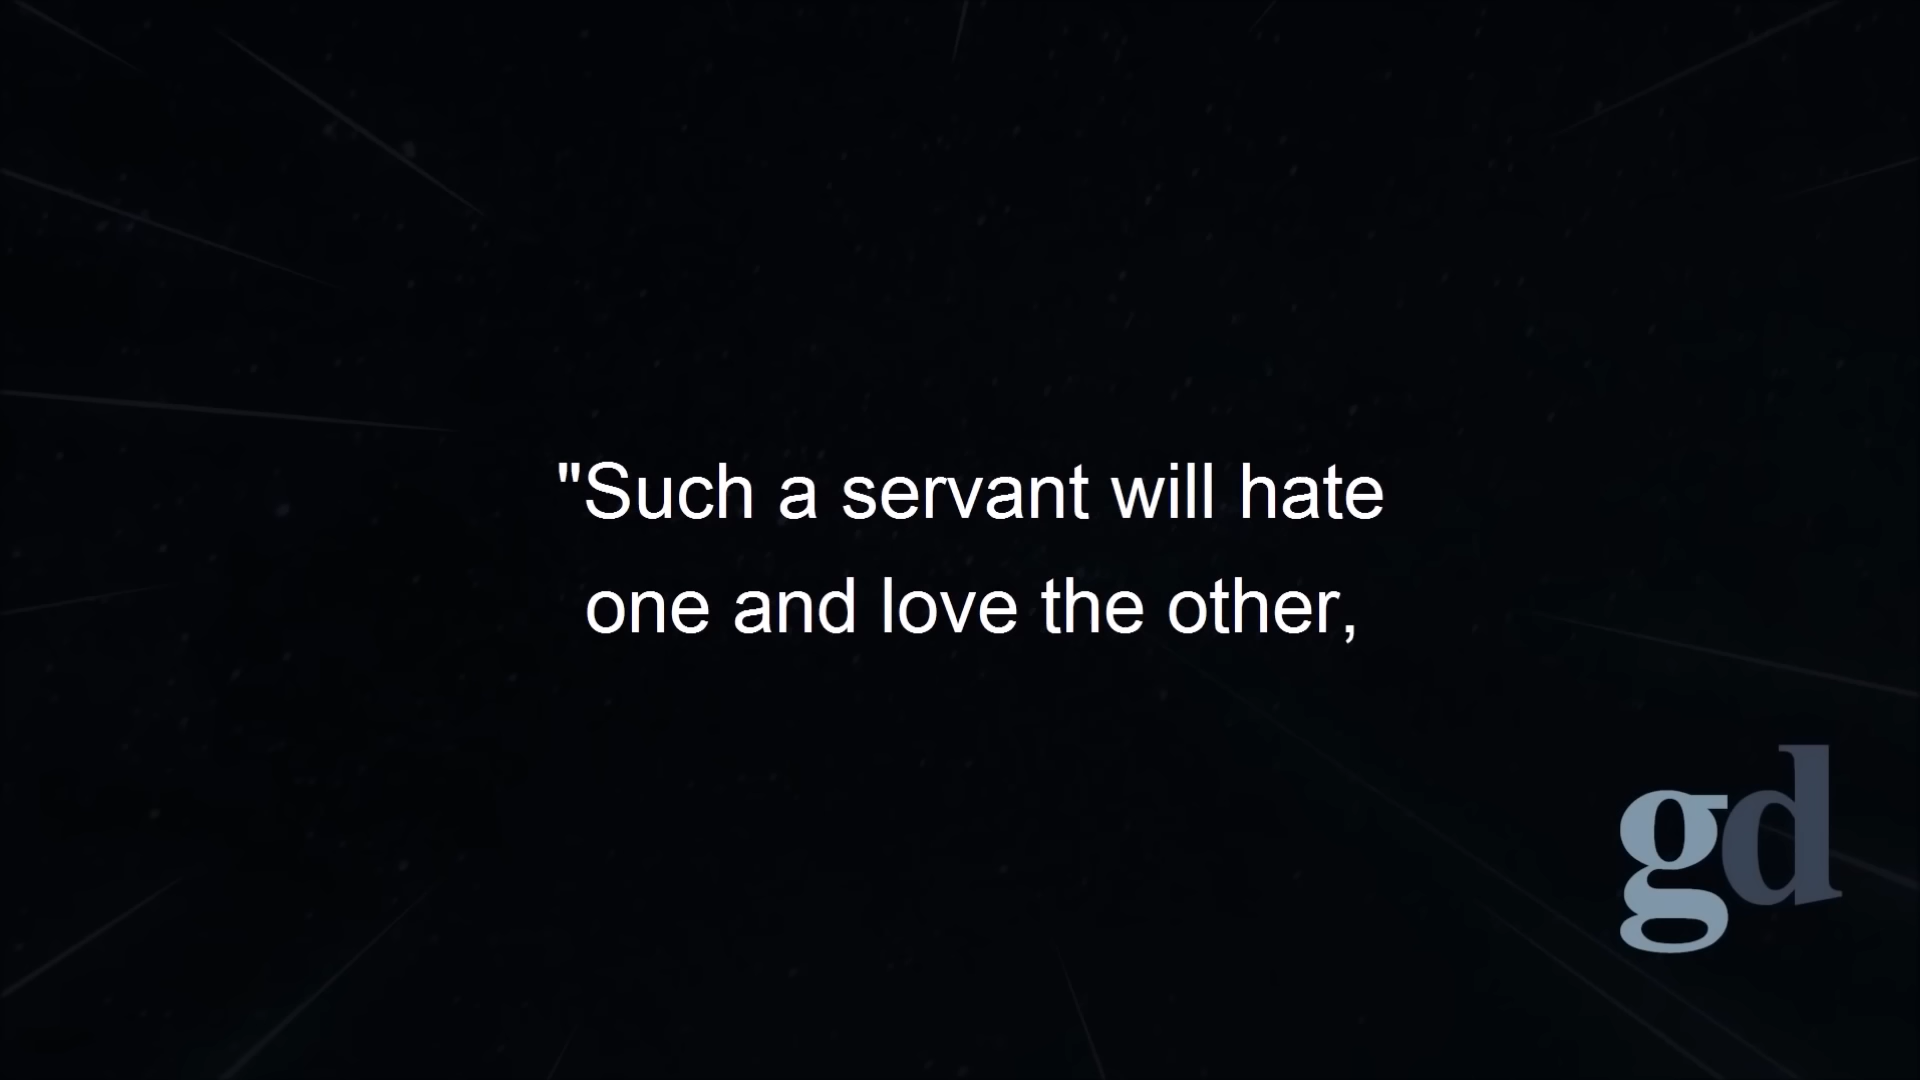 "Such a servant will hate
one and love the other,
gd